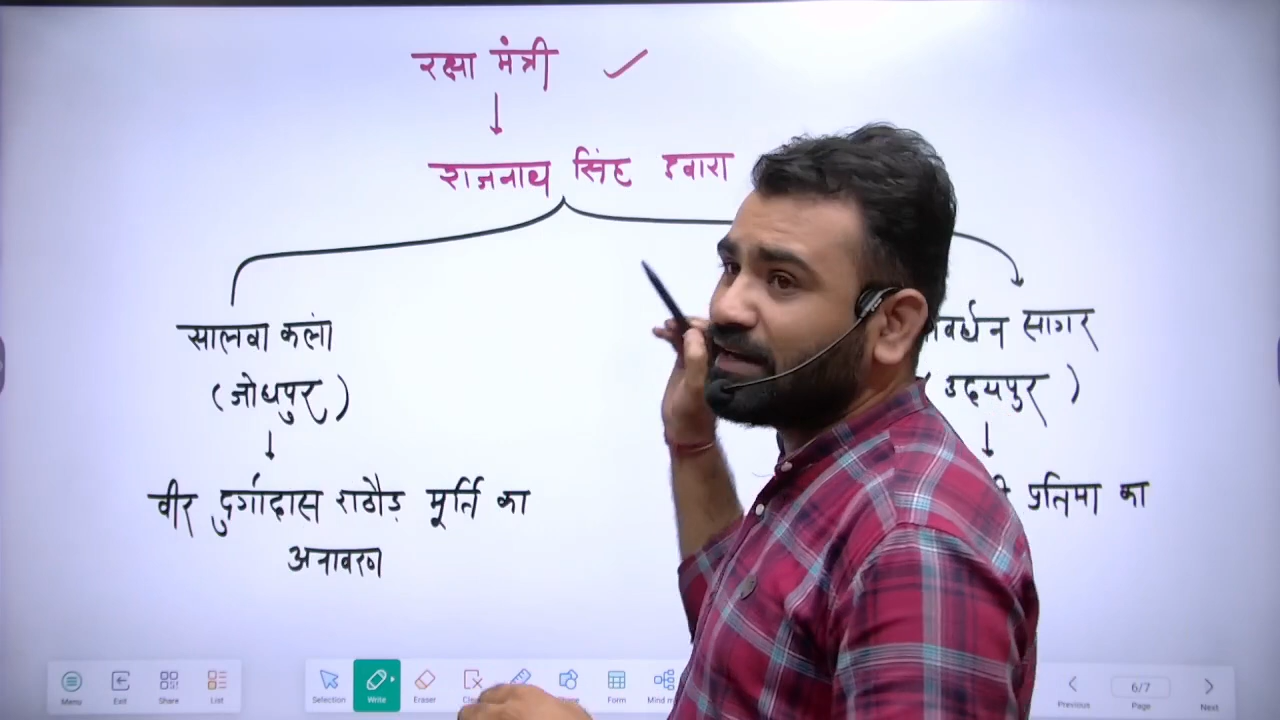 रक्षा मंत्री
राजनाथ सिंह द्वारा
सालवा कलां
(जोधपुर)
वीर दुर्गादास राठौड़ मूर्ति का
अनावरण
सागर
(उदयपुर)
प्रतिमा का
Menu
Exit
Share
List
Selection
Write
Eraser
Form
Previous
6/7
Page
Next